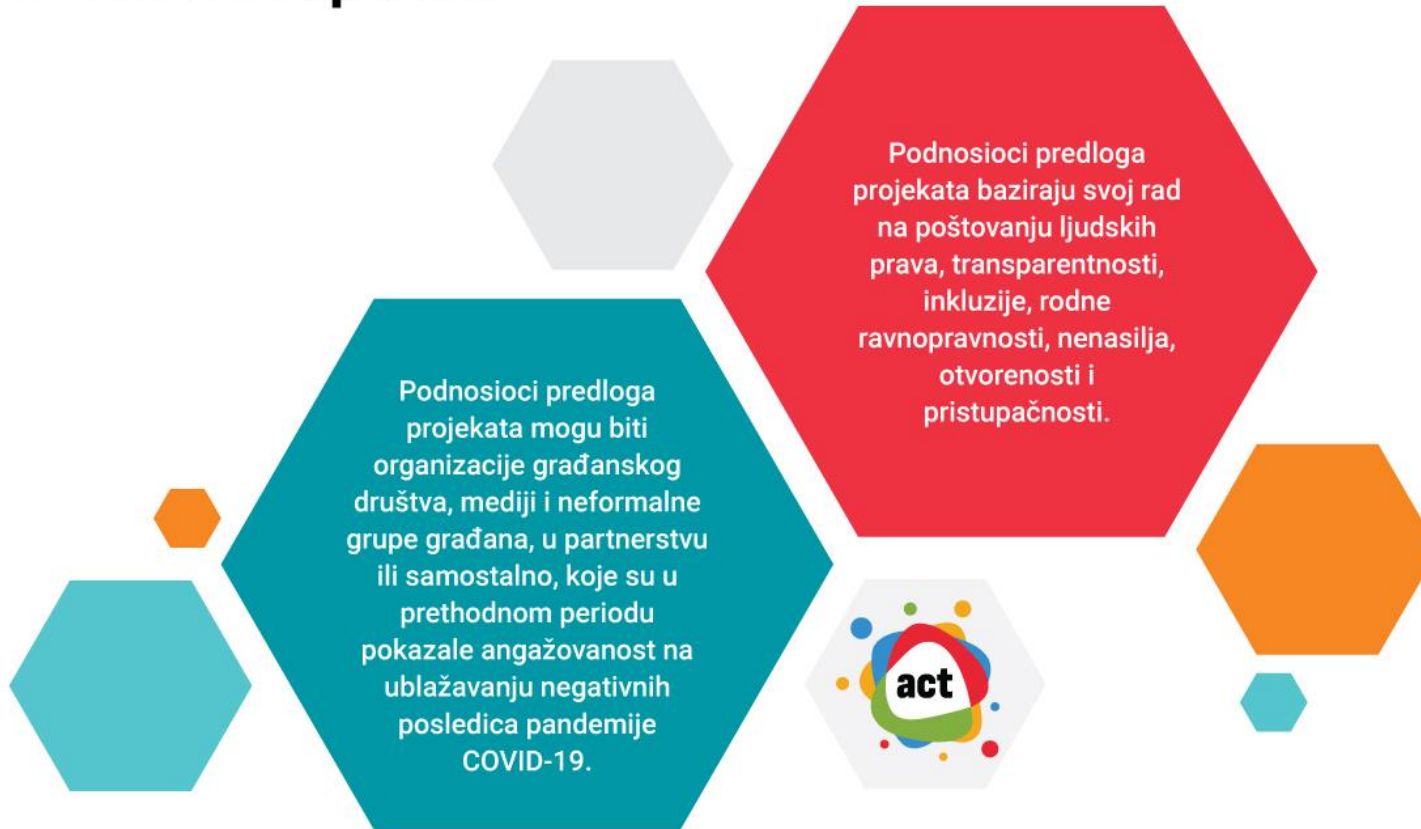 Podnosioci predloga
projekata baziraju svoj rad
na poštovanju ljudskih
prava, transparentnosti,
inkluzije, rodne
ravnopravnosti, nenasilja,
otvorenosti i
pristupačnosti.
Podnosioci predloga
projekata mogu biti
organizacije građanskog
društva, mediji i neformalne
grupe građana, u partnerstvu
ili samostalno, koje su u
prethodnom periodu
pokazale angažovanost na
ublažavanju negativnih
posledica pandemije
COVID-19.
act